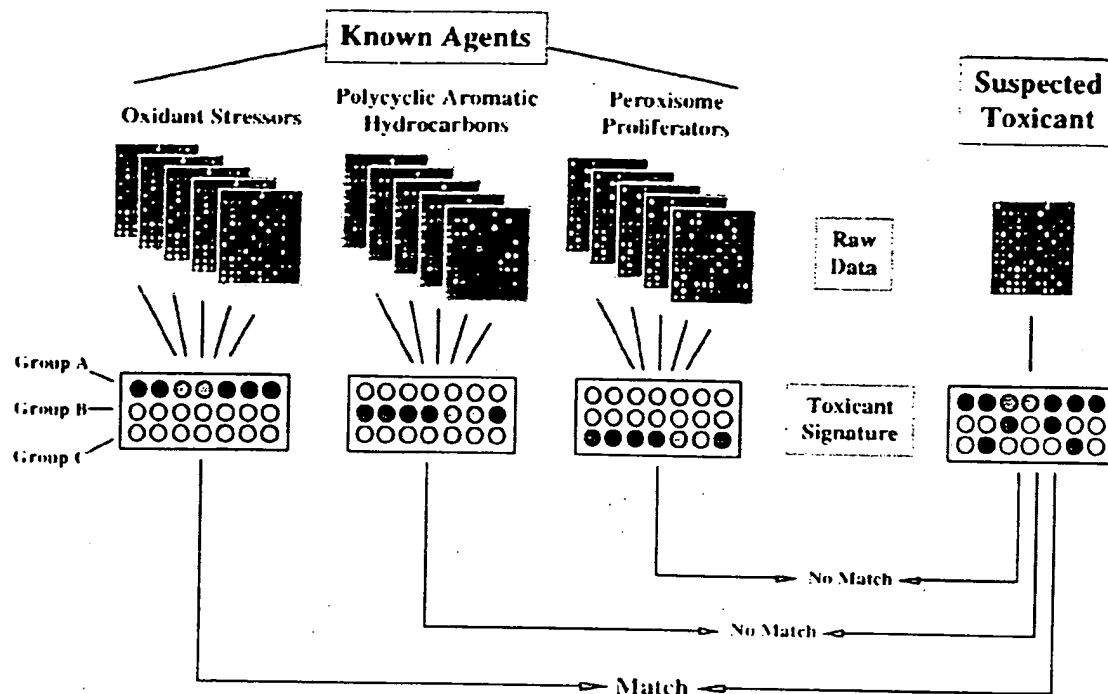 Known Agents
Suspected
Toxicant
Oxidant Stressors
Polycyclic Aromatic
Hydrocarbons
Peroxisome
Proliferators
Raw
Data
Group A
Group B
Group C
Toxicant
Signature
No Match
No Match
Match